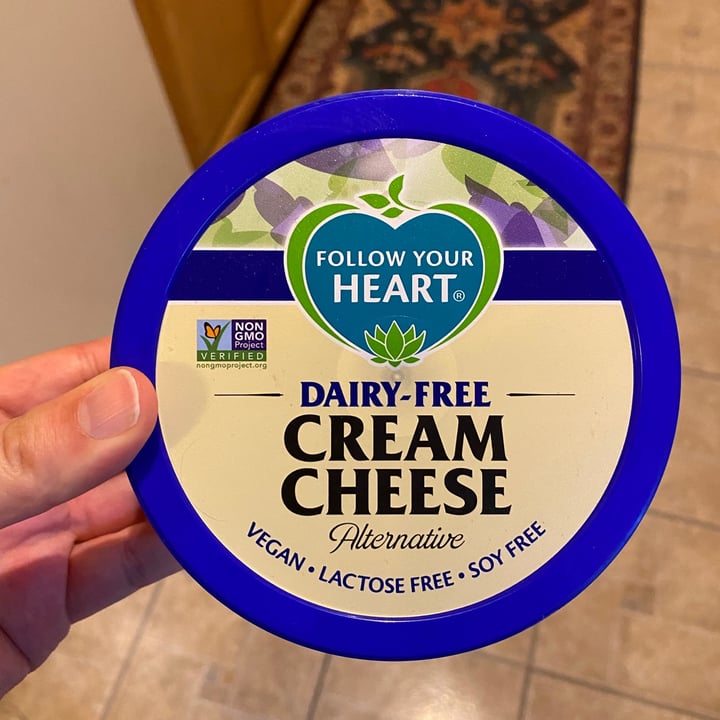 FOLLOW YOUR
HEART®
NON
GMO
Project
VERIFIED
nongmoproject.org
DAIRY-FREE
CREAM
CHEESE
Alternative
VEGAN • LACTOSE FREE • SOY FREE